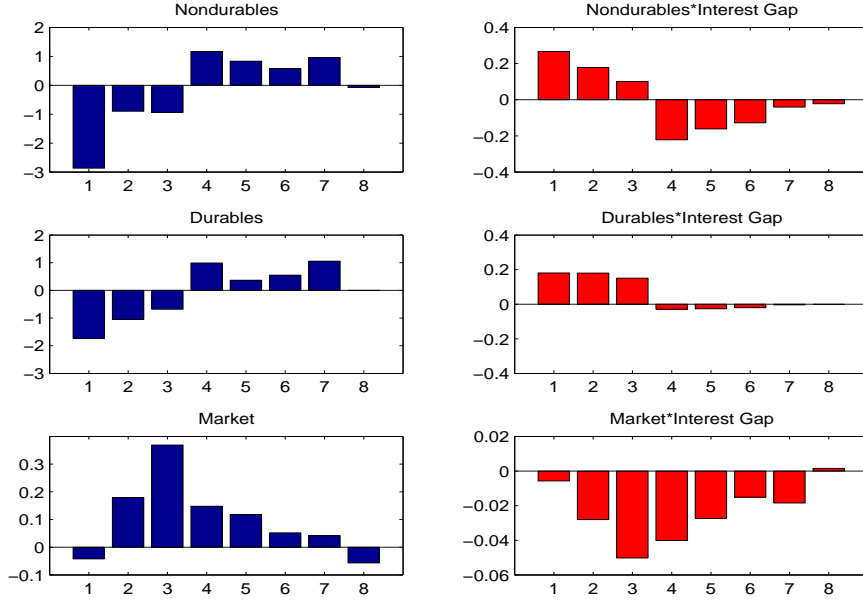 Nondurables
2
1
0
−1
−2
−3
1 2 3 4 5 6 7 8
Nondurables*Interest Gap
0.4
0.2
0
−0.2
−0.4
1 2 3 4 5 6 7 8
Durables
2
1
0
−1
−2
−3
1 2 3 4 5 6 7 8
Durables*Interest Gap
0.4
0.2
0
−0.2
−0.4
1 2 3 4 5 6 7 8
Market
0.3
0.2
0.1
0
−0.1
1 2 3 4 5 6 7 8
Market*Interest Gap
0.02
0
−0.02
−0.04
−0.06
1 2 3 4 5 6 7 8